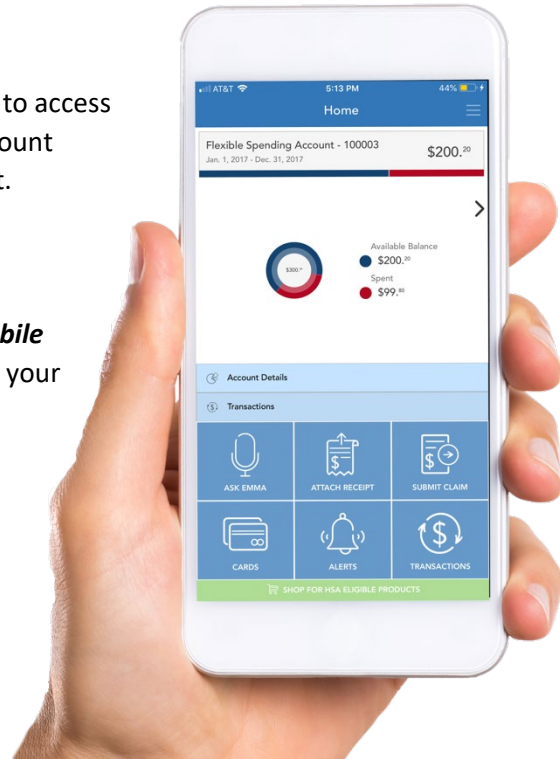 to access
ount
t.
bile
your
AT&T 5:13 PM 44%
Home
Flexible Spending Account - 100003
Jan. 1, 2017 - Dec. 31, 2017
$200.20
Available Balance
$200.20
Spent
$99.80
$300.00
Account Details
Transactions
ASK EMMA
ATTACH RECEIPT
SUBMIT CLAIM
CARDS
ALERTS
TRANSACTIONS
SHOP FOR HSA ELIGIBLE PRODUCTS